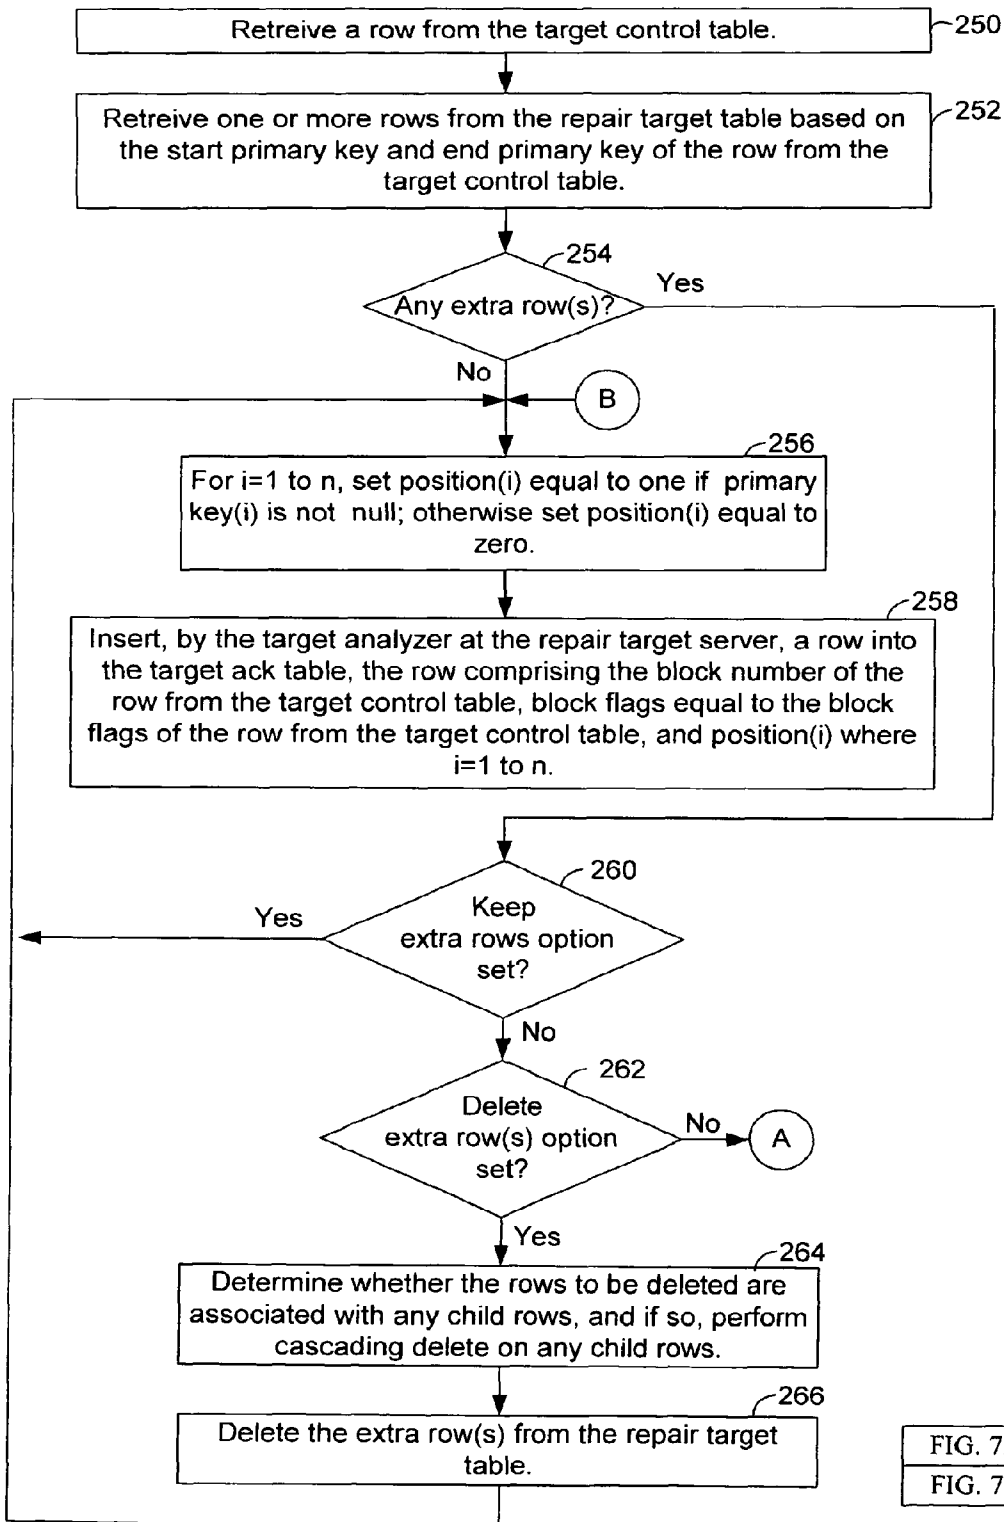 Retreive a row from the target control table.
250
Retreive one or more rows from the repair target table based on
the start primary key and end primary key of the row from the
target control table.
252
254
Any extra row(s)?
Yes
No
B
256
For i=1 to n, set position(i) equal to one if primary
key(i) is not null; otherwise set position(i) equal to
zero.
258
Insert, by the target analyzer at the repair target server, a row into
the target ack table, the row comprising the block number of the
row from the target control table, block flags equal to the block
flags of the row from the target control table, and position(i) where
i=1 to n.
260
Keep
extra rows option
set?
Yes
No
262
Delete
extra row(s) option
set?
No
A
Yes
264
Determine whether the rows to be deleted are
associated with any child rows, and if so, perform
cascading delete on any child rows.
266
Delete the extra row(s) from the repair target
table.
FIG. 7
FIG. 7